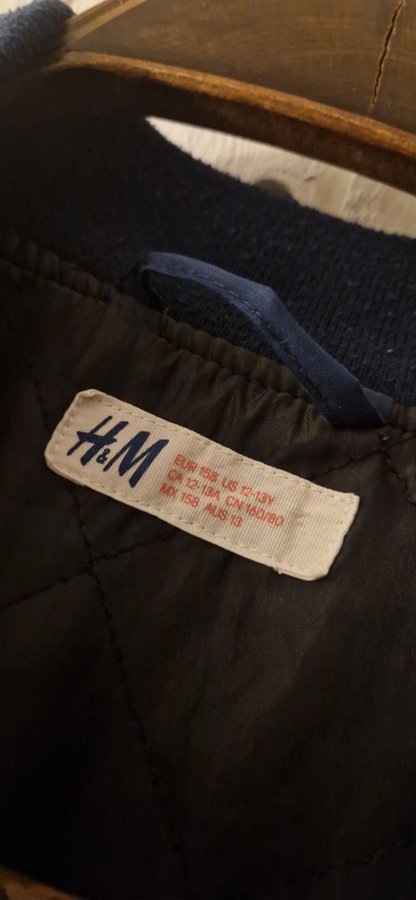 H&M
EUR 158 US 12-13Y
CA 12-13A CN 160/80
MX 158 AUS 13